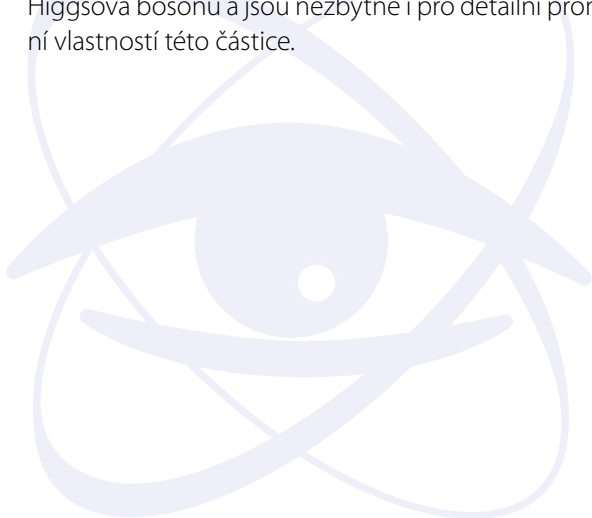 Higgsova bosonu a jsou nezbytné i pro detailní
ní vlastností této částice.